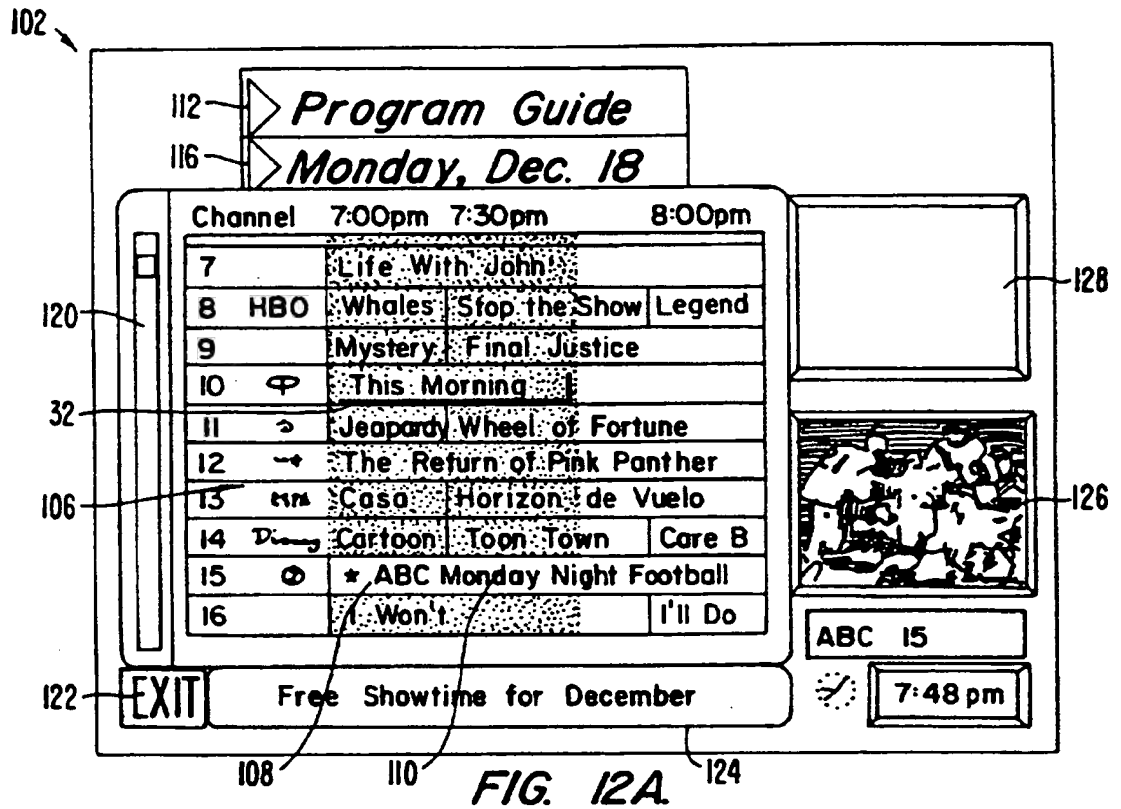 102
112 Program Guide
116 Monday, Dec. 18
Channel 7:00pm 7:30pm 8:00pm
7 Life With John
8 HBO Whales Stop the Show Legend
9 Mystery Final Justice
10 This Morning
11 Jeapardy Wheel of Fortune
12 The Return of Pink Panther
13 Casa Horizon de Vuelo
14 Disney Cartoon Toon Town Care B
15 * ABC Monday Night Football
16 I Won't I'll Do
120
32
106
128
126
ABC 15
122 EXIT Free Showtime for December 7:48 pm
108 110 124
FIG. 12A.